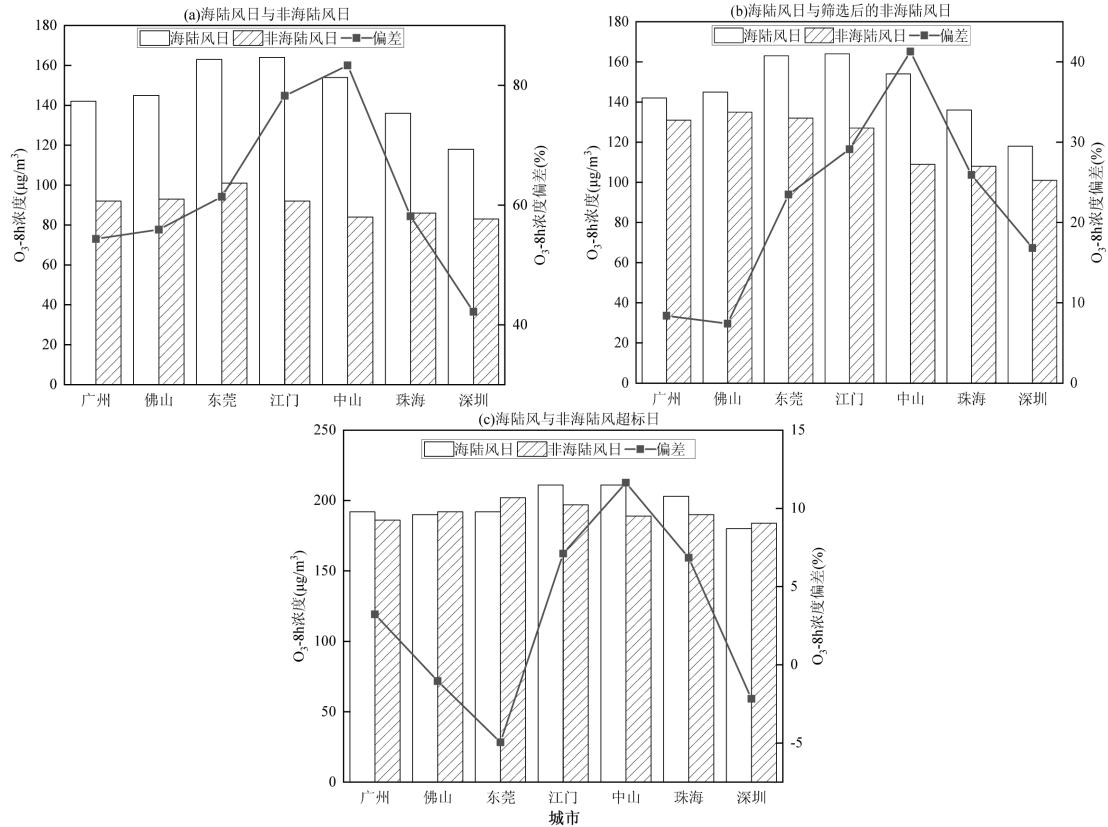 (a)海陆风日与非海陆风日
海陆风日 非海陆风日 偏差
180
160
140
120
100
80
60
40
20
0
O3-8h浓度(μg/m3)
80
60
40
O3-8h浓度偏差(%)
广州 佛山 东莞 江门 中山 珠海 深圳
(b)海陆风日与筛选后的非海陆风日
海陆风日 非海陆风日 偏差
180
160
140
120
100
80
60
40
20
0
O3-8h浓度(μg/m3)
40
30
20
10
0
O3-8h浓度偏差(%)
广州 佛山 东莞 江门 中山 珠海 深圳
(c)海陆风与非海陆风超标日
海陆风日 非海陆风日 偏差
250
200
150
100
50
0
O3-8h浓度(μg/m3)
15
10
5
0
-5
O3-8h浓度偏差(%)
广州 佛山 东莞 江门 中山 珠海 深圳
城市